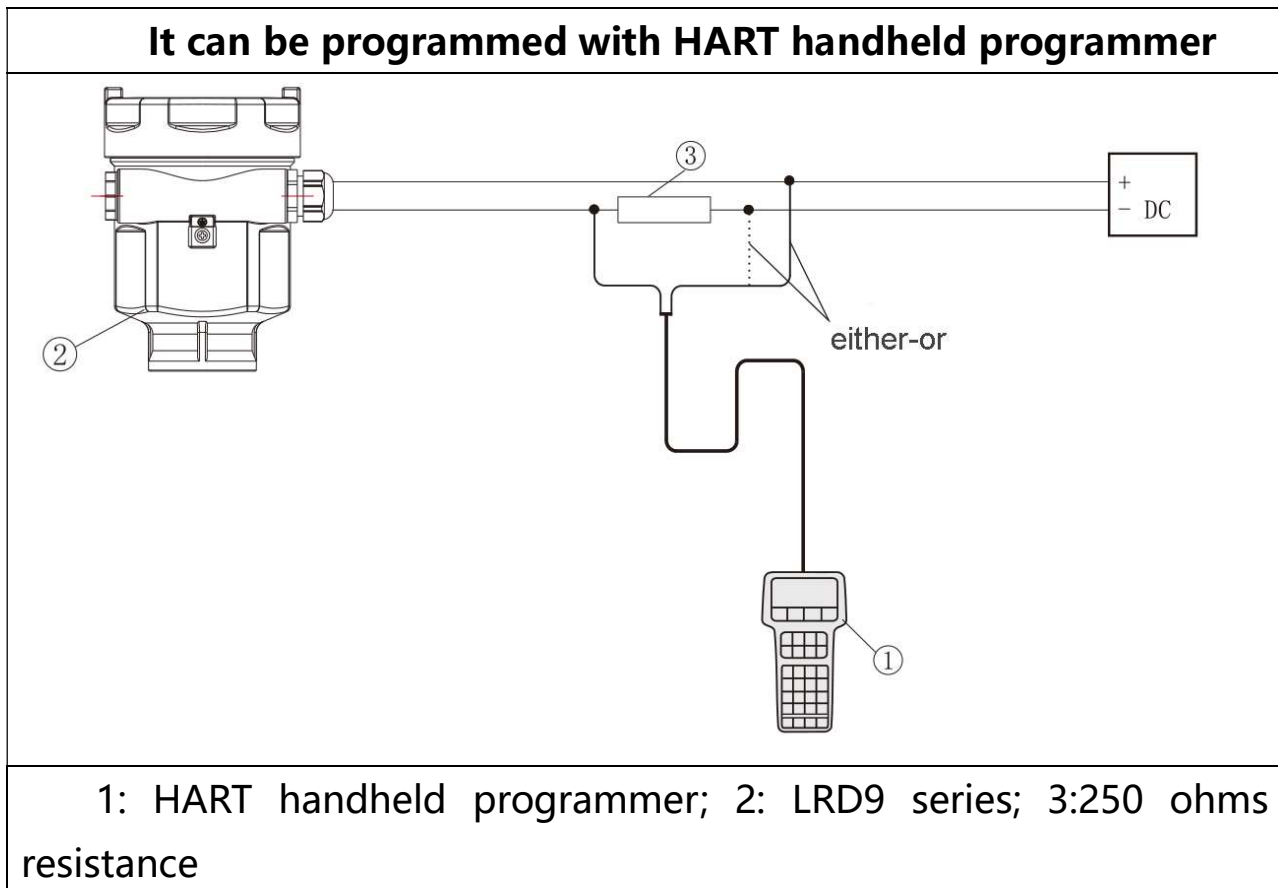 It can be programmed with HART handheld programmer
③
+
− DC
②
either-or
①
1: HART handheld programmer; 2: LRD9 series; 3:250 ohms
resistance